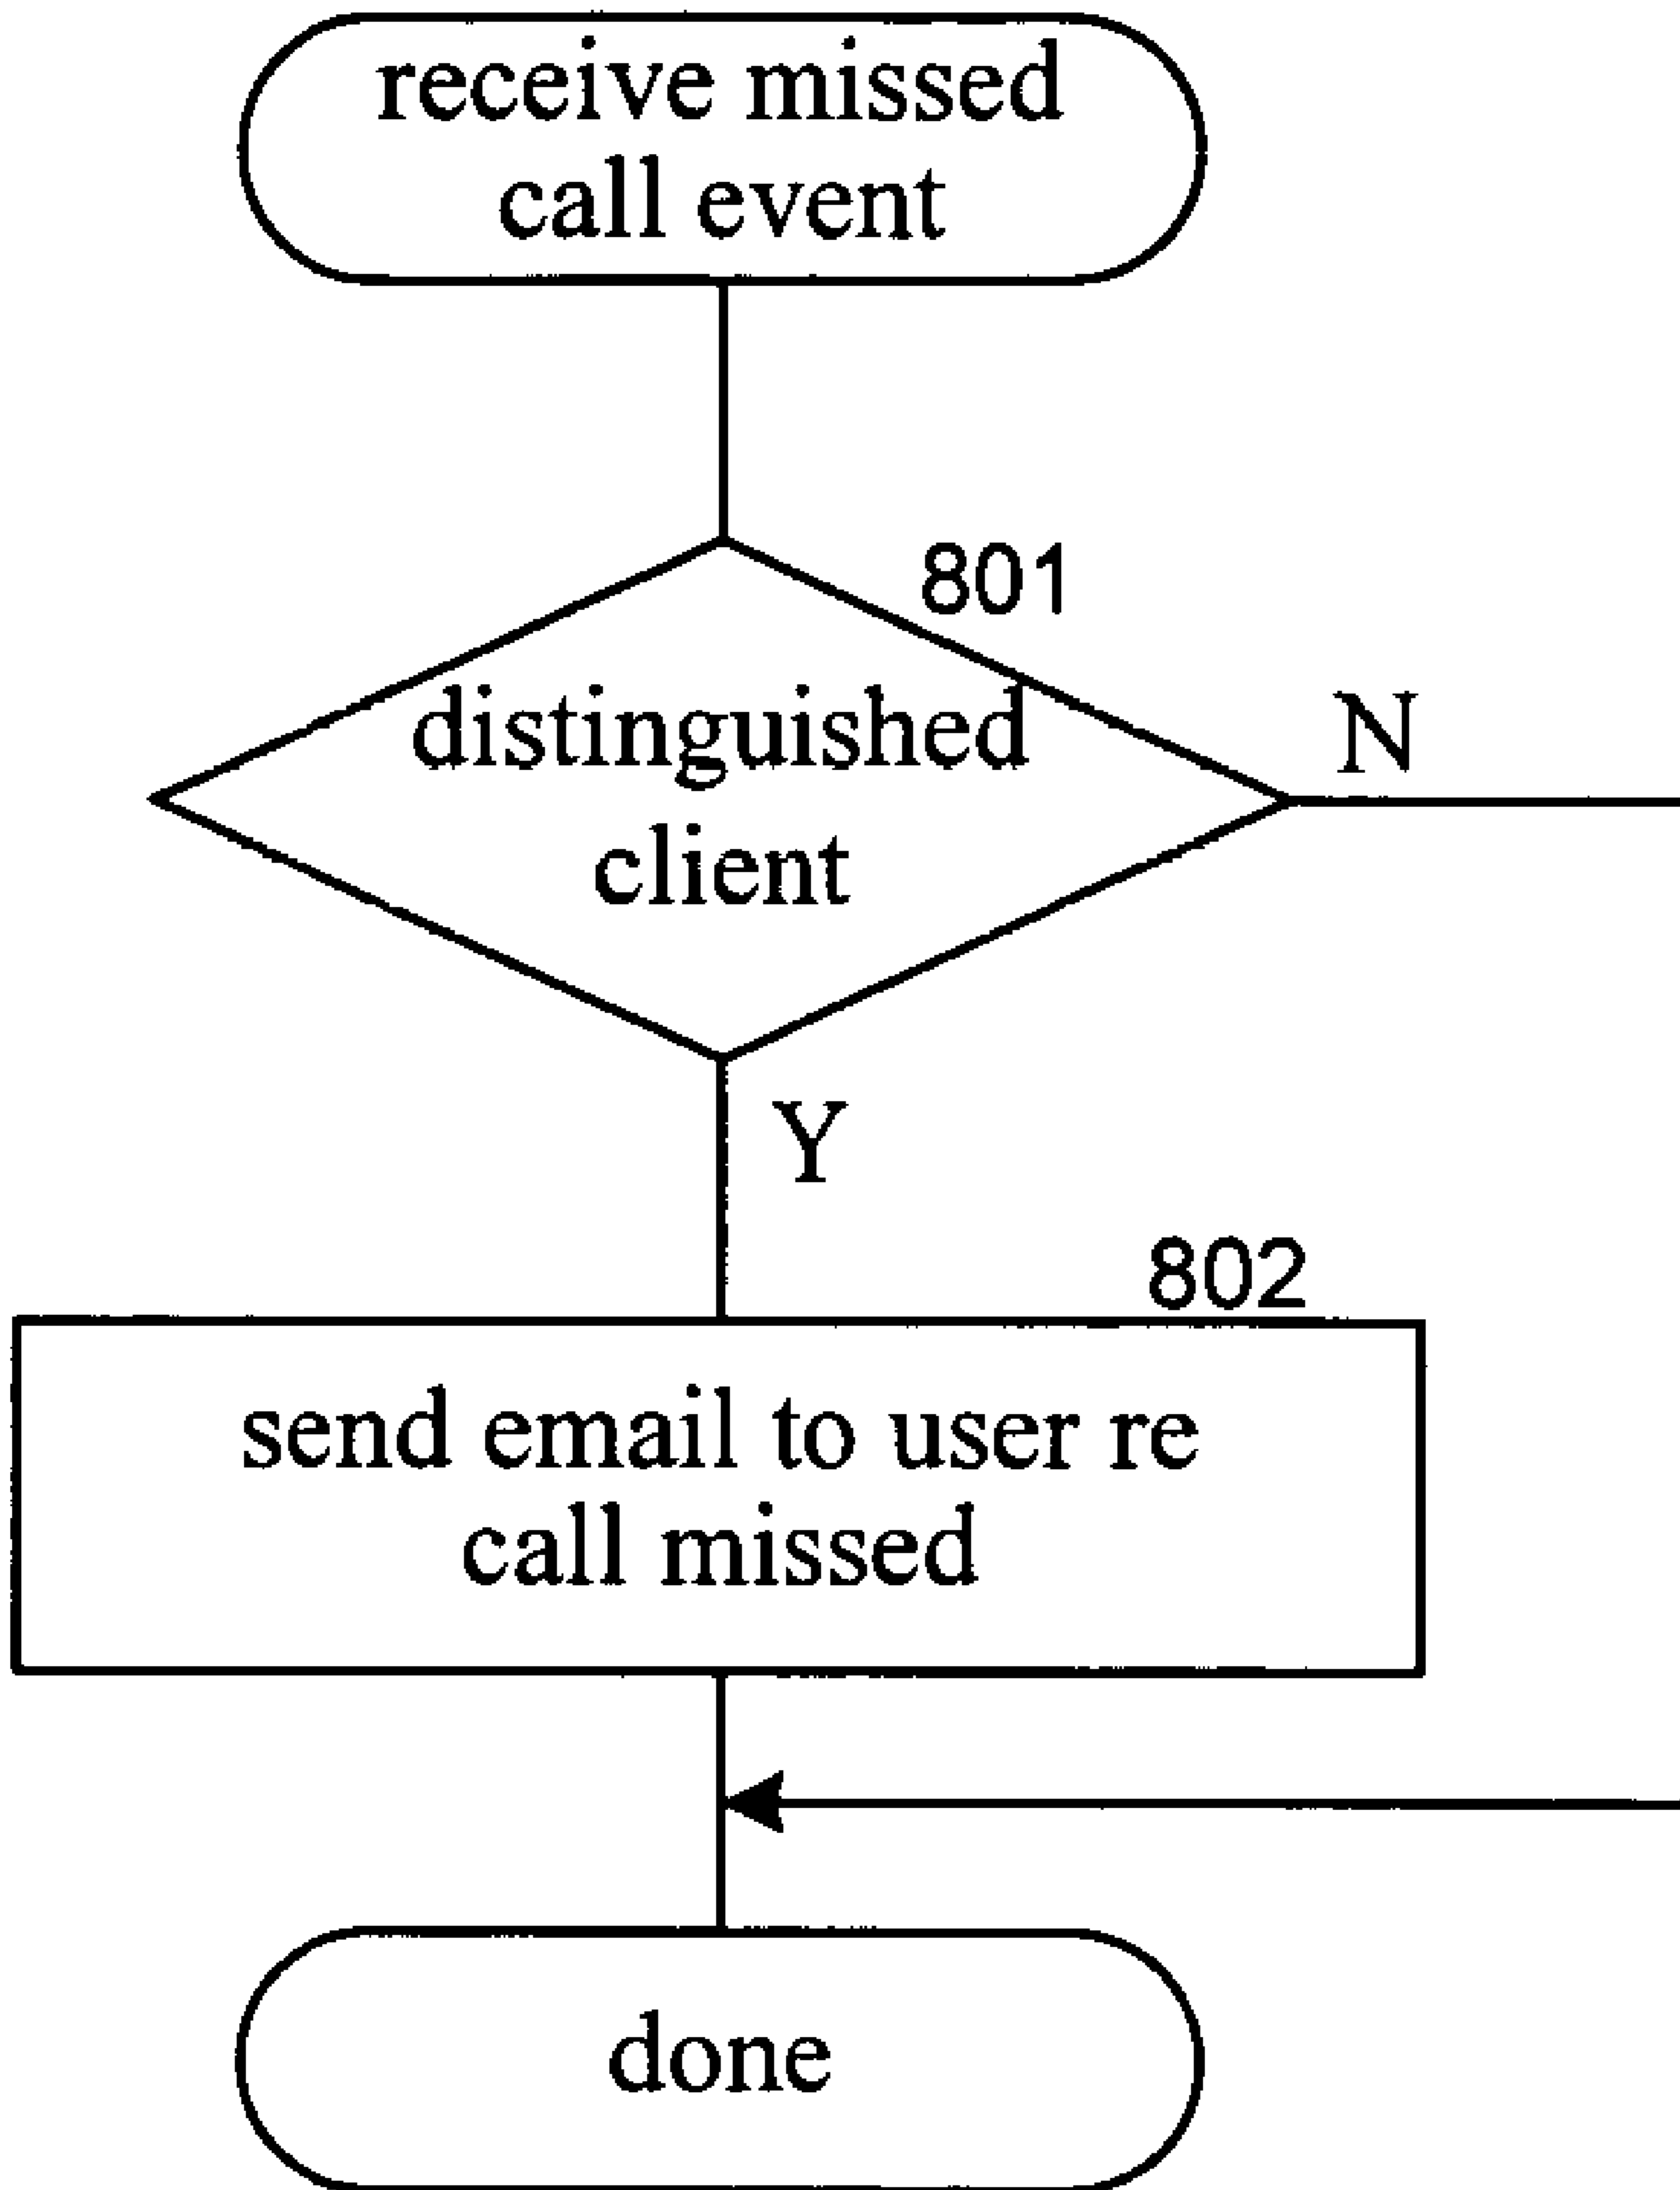 receive missed
call event
801
distinguished
client
N
Y
802
send email to user re
call missed
done